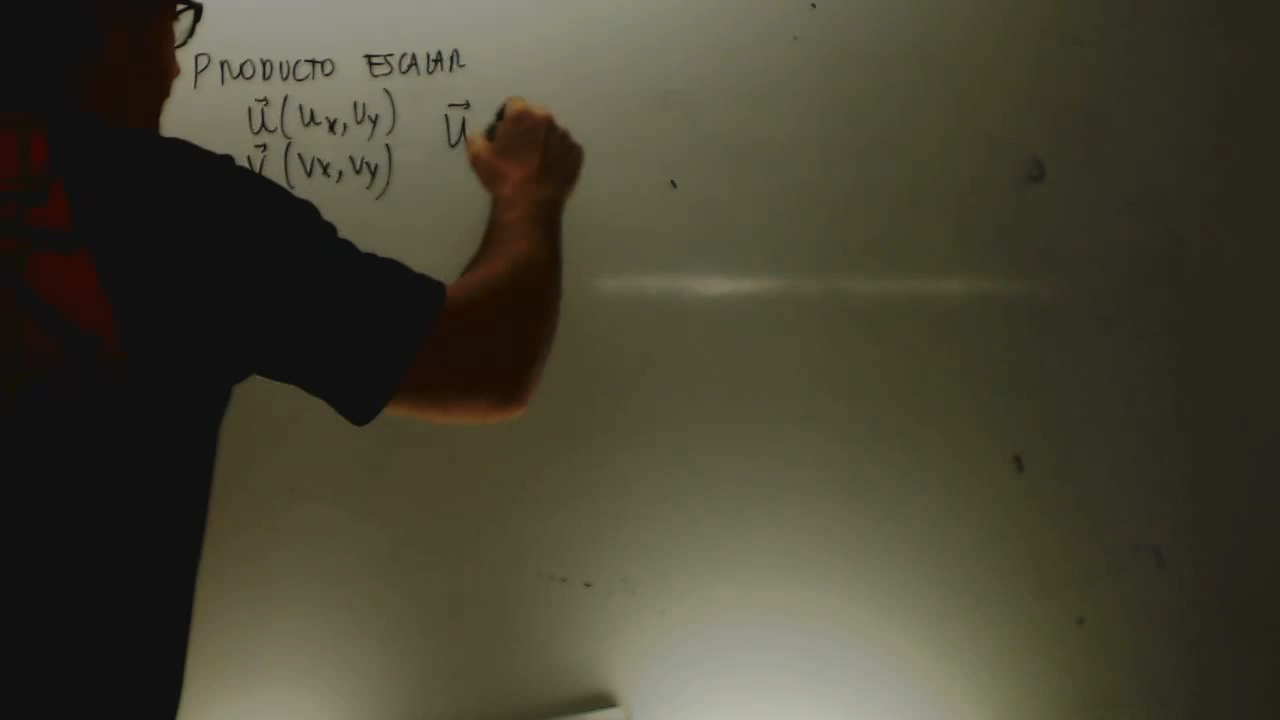 PRODUCTO ESCALAR
u⃗ (ux, uy) u⃗
v⃗ (vx, vy)